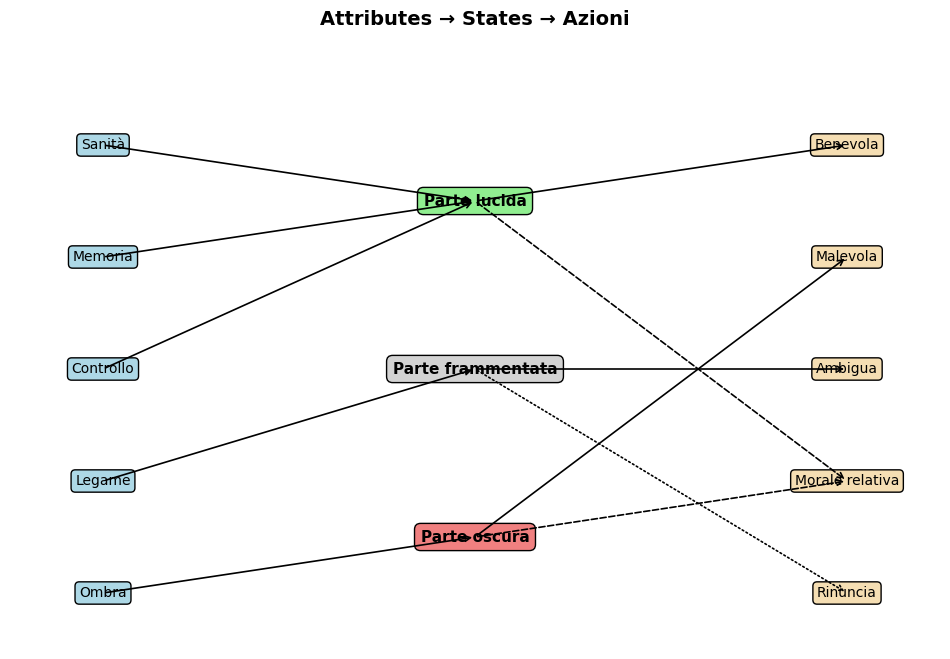 Attributes → States → Azioni
Sanità
Benevola
Parte lucida
Memoria
Malevola
Controllo
Parte frammentata
Ambigua
Legame
Morale relativa
Parte oscura
Ombra
Rinuncia